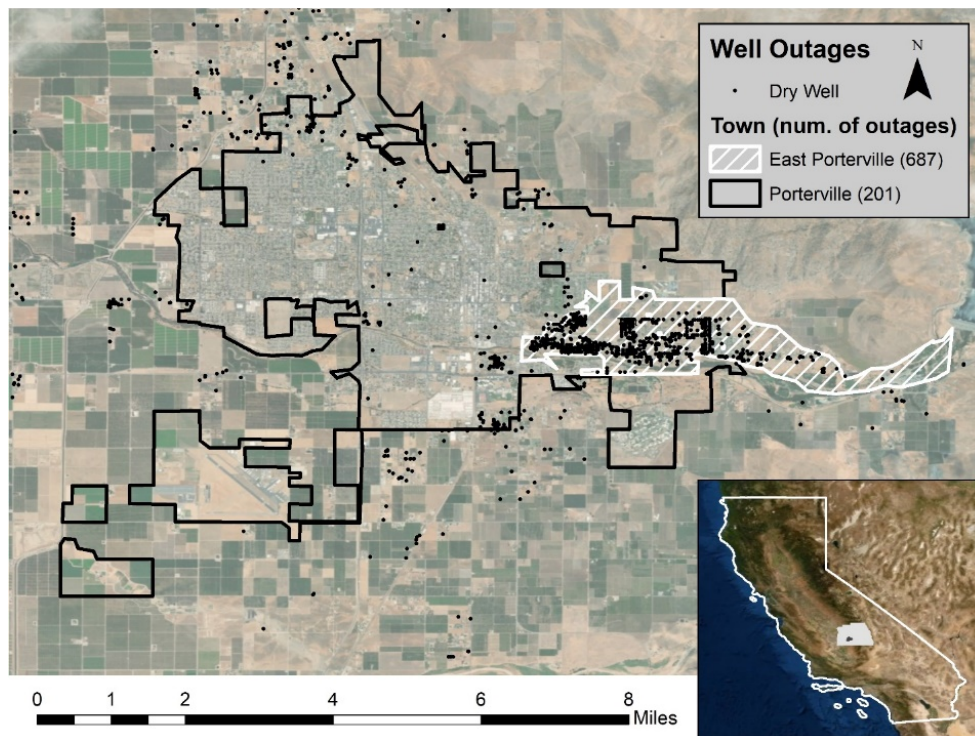 Well Outages
N
Dry Well
Town (num. of outages)
East Porterville (687)
Porterville (201)
0 1 2 4 6 8
Miles